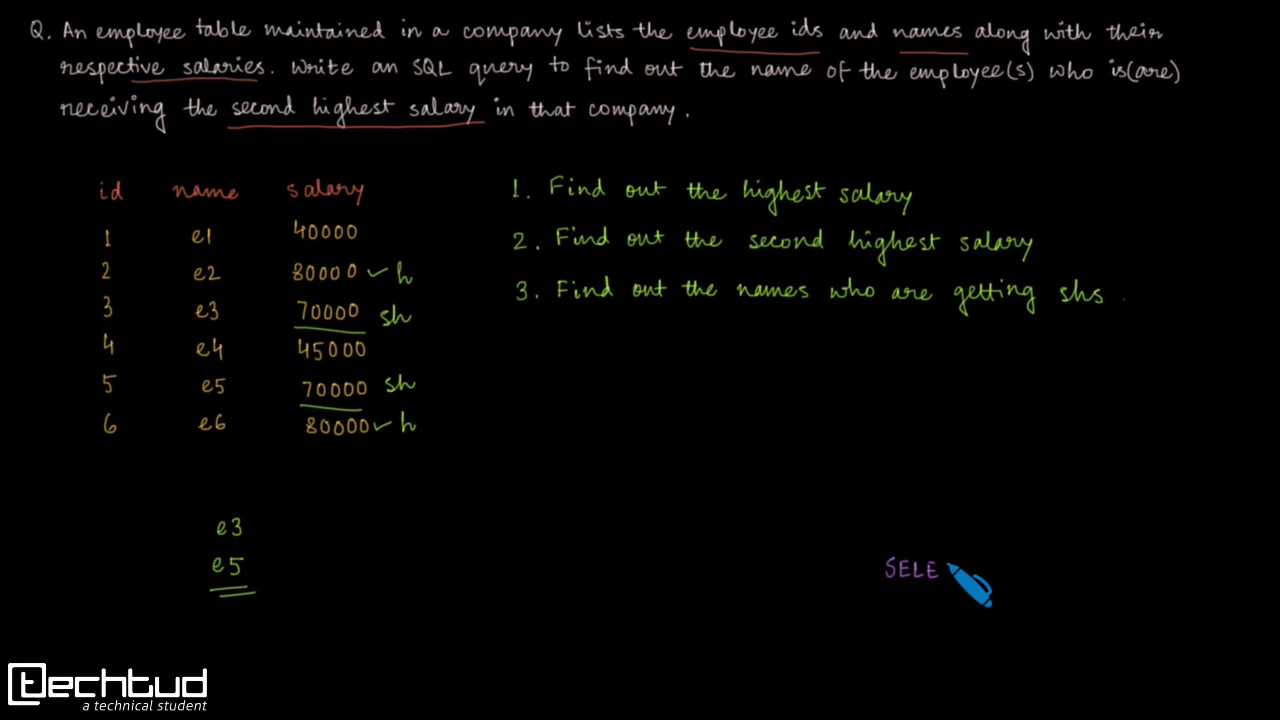 Q. An employee table maintained in a company lists the employee ids and names along with their
respective salaries. Write an SQL query to find out the name of the employee(s) who is(are)
receiving the second highest salary in that company.
id name salary
1 e1 40000
2 e2 80000 ✓ h
3 e3 70000 sh
4 e4 45000
5 e5 70000 sh
6 e6 80000 ✓ h
1. Find out the highest salary
2. Find out the second highest salary
3. Find out the names who are getting shs
e3
e5
SELE
techtud
a technical student